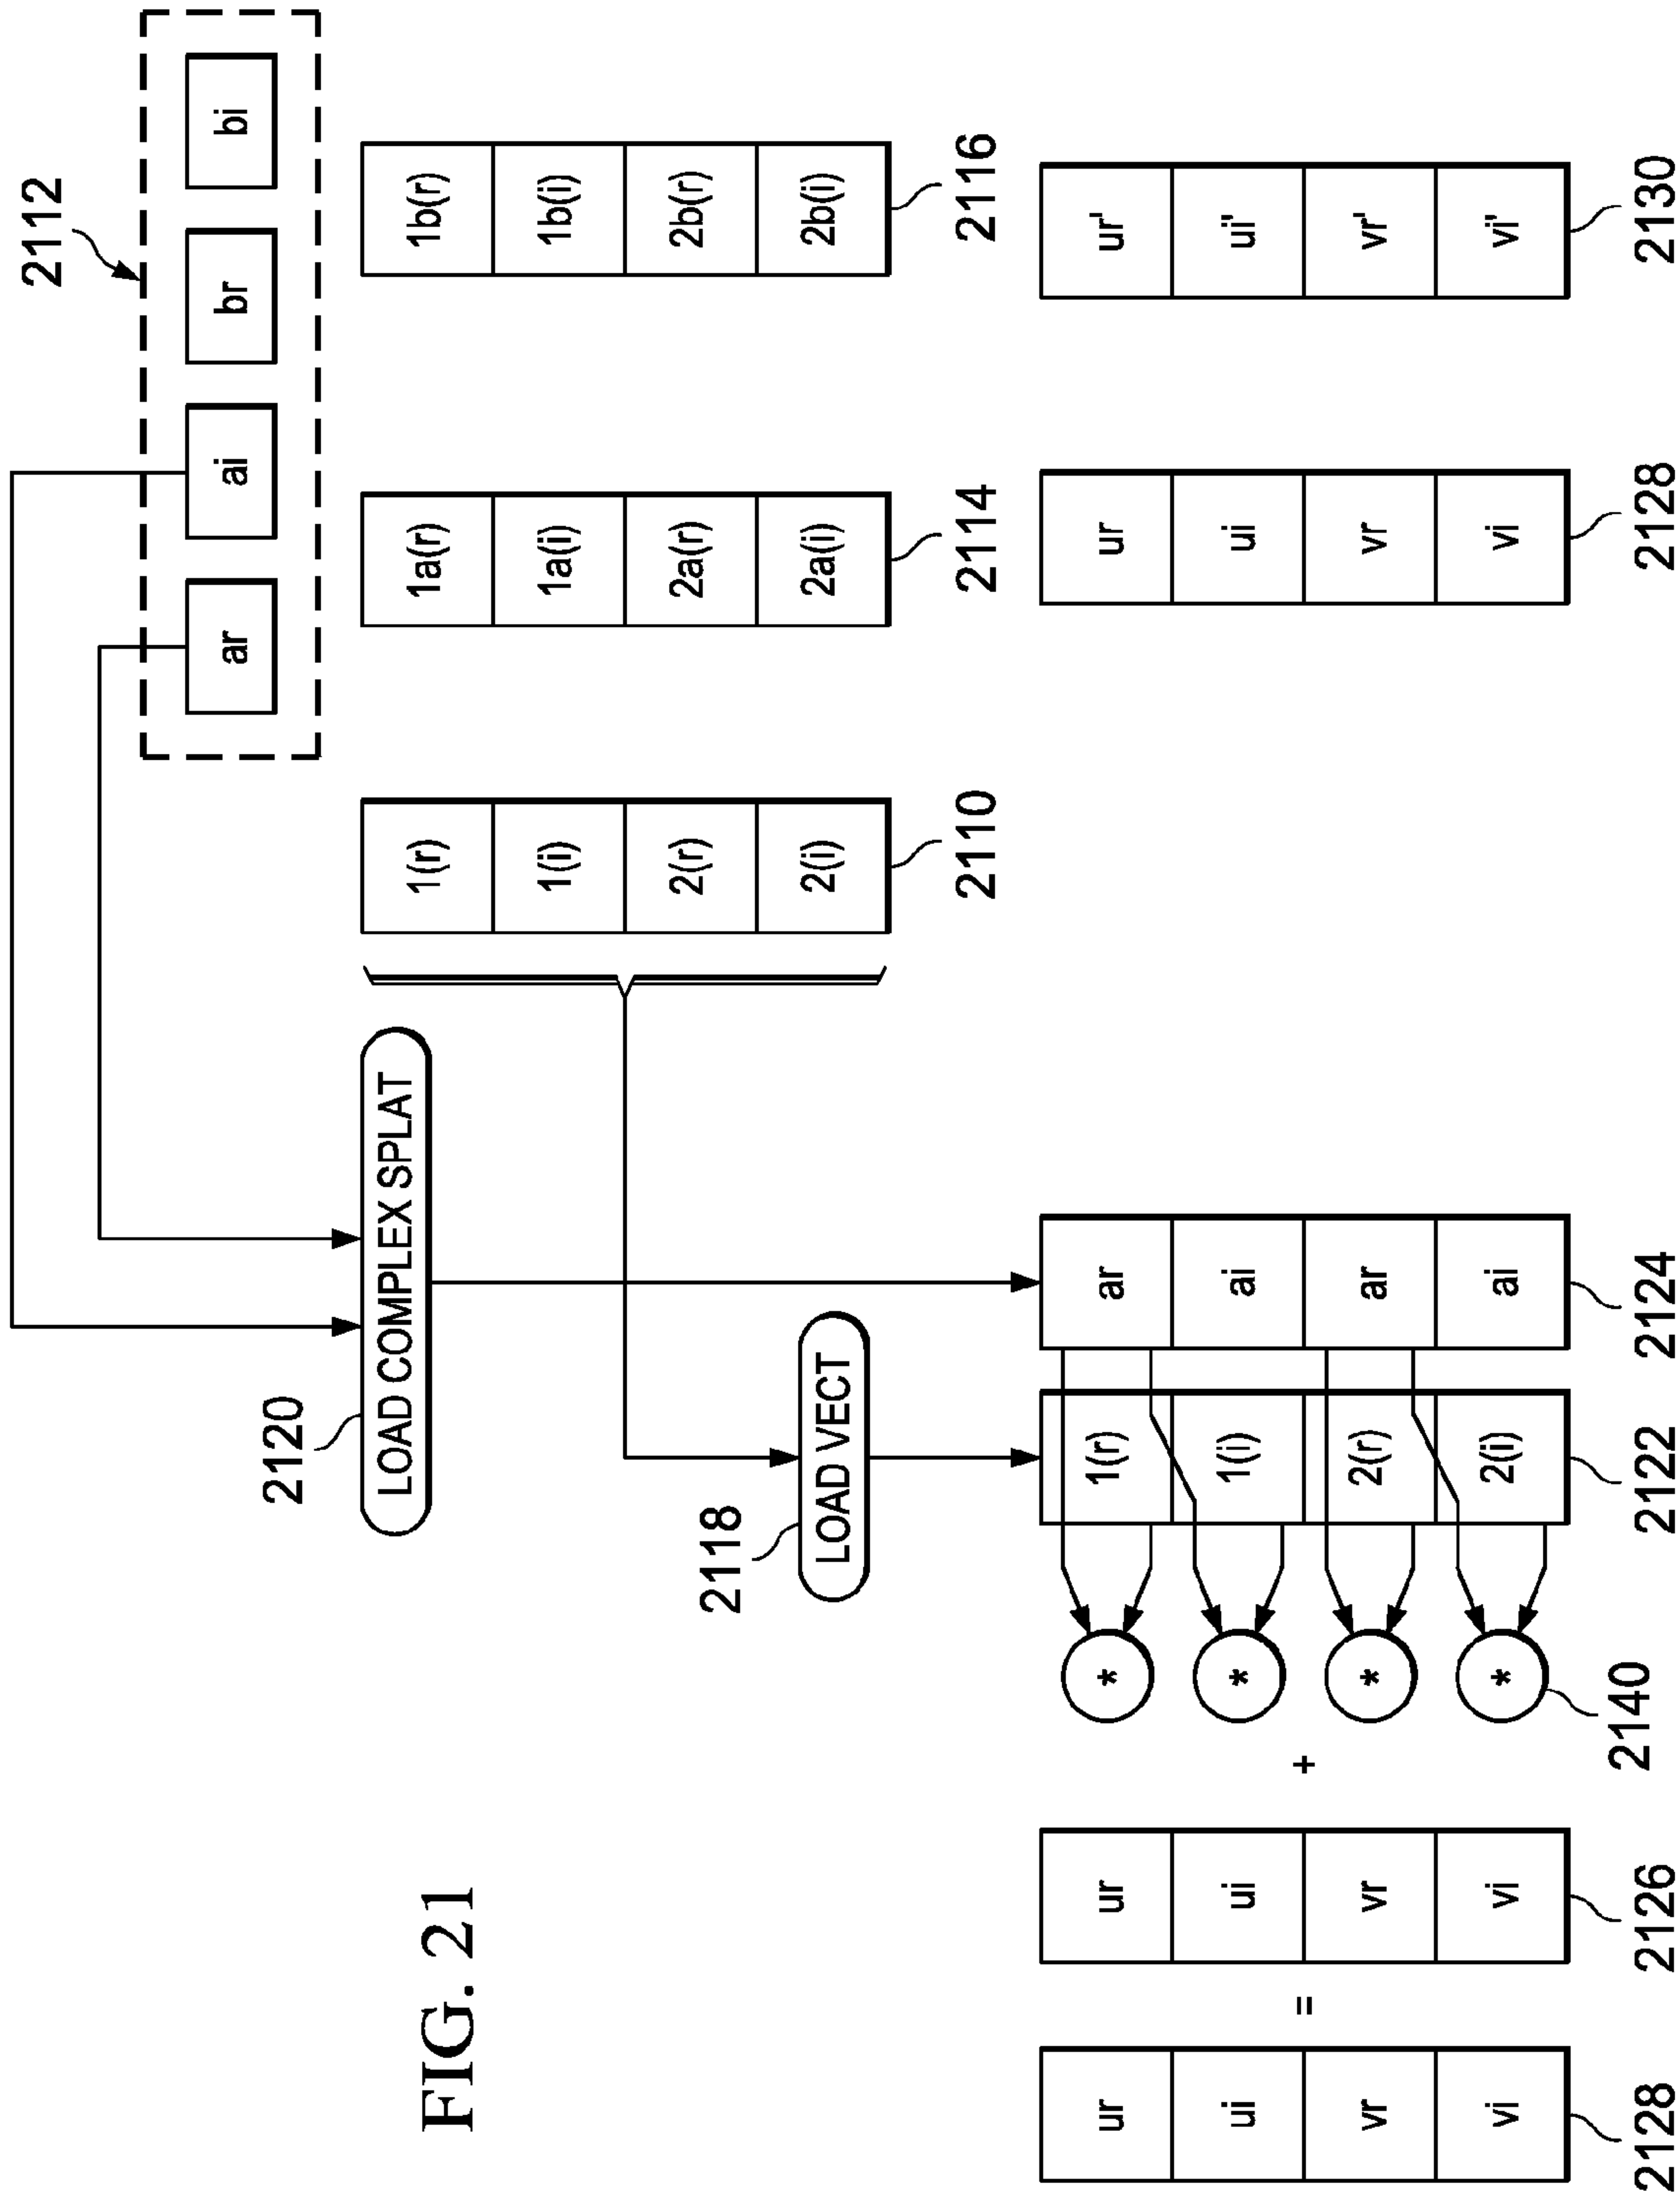 2112
ar
ai
br
bi
1(r)
1(i)
2(r)
2(i)
2110
1a(r)
1a(i)
2a(r)
2a(i)
2114
1b(r)
1b(i)
2b(r)
2b(i)
2116
2120
LOAD COMPLEX SPLAT
2118
LOAD VECT
FIG. 21
ur
ui
vr
vi
2128
=
ur
ui
vr
vi
2126
+
*
*
*
*
2140
1(r)
1(i)
2(r)
2(i)
2122
ar
ai
ar
ai
2124
ur
ui
vr
vi
2128
ur'
ui'
vr'
vi'
2130